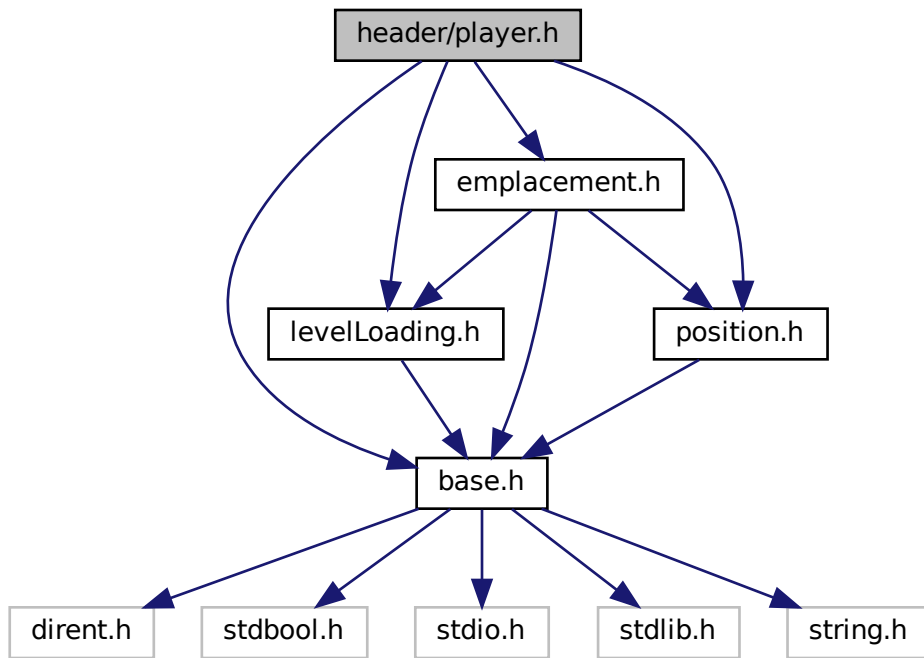 header/player.h
emplacement.h
levelLoading.h
position.h
base.h
dirent.h
stdbool.h
stdio.h
stdlib.h
string.h